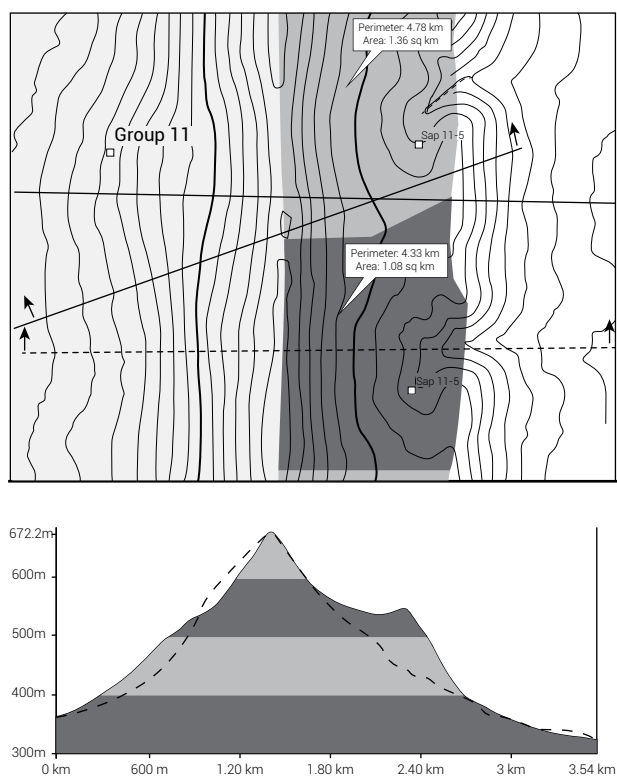 Perimeter: 4.78 km
Area: 1.36 sq km
Group 11
Sap 11-5
Perimeter: 4.33 km
Area: 1.08 sq km
Sap 11-5
672.2m
600m
500m
400m
300m
0 km
600 m
1.20 km
1.80 km
2.40 km
3 km
3.54 km